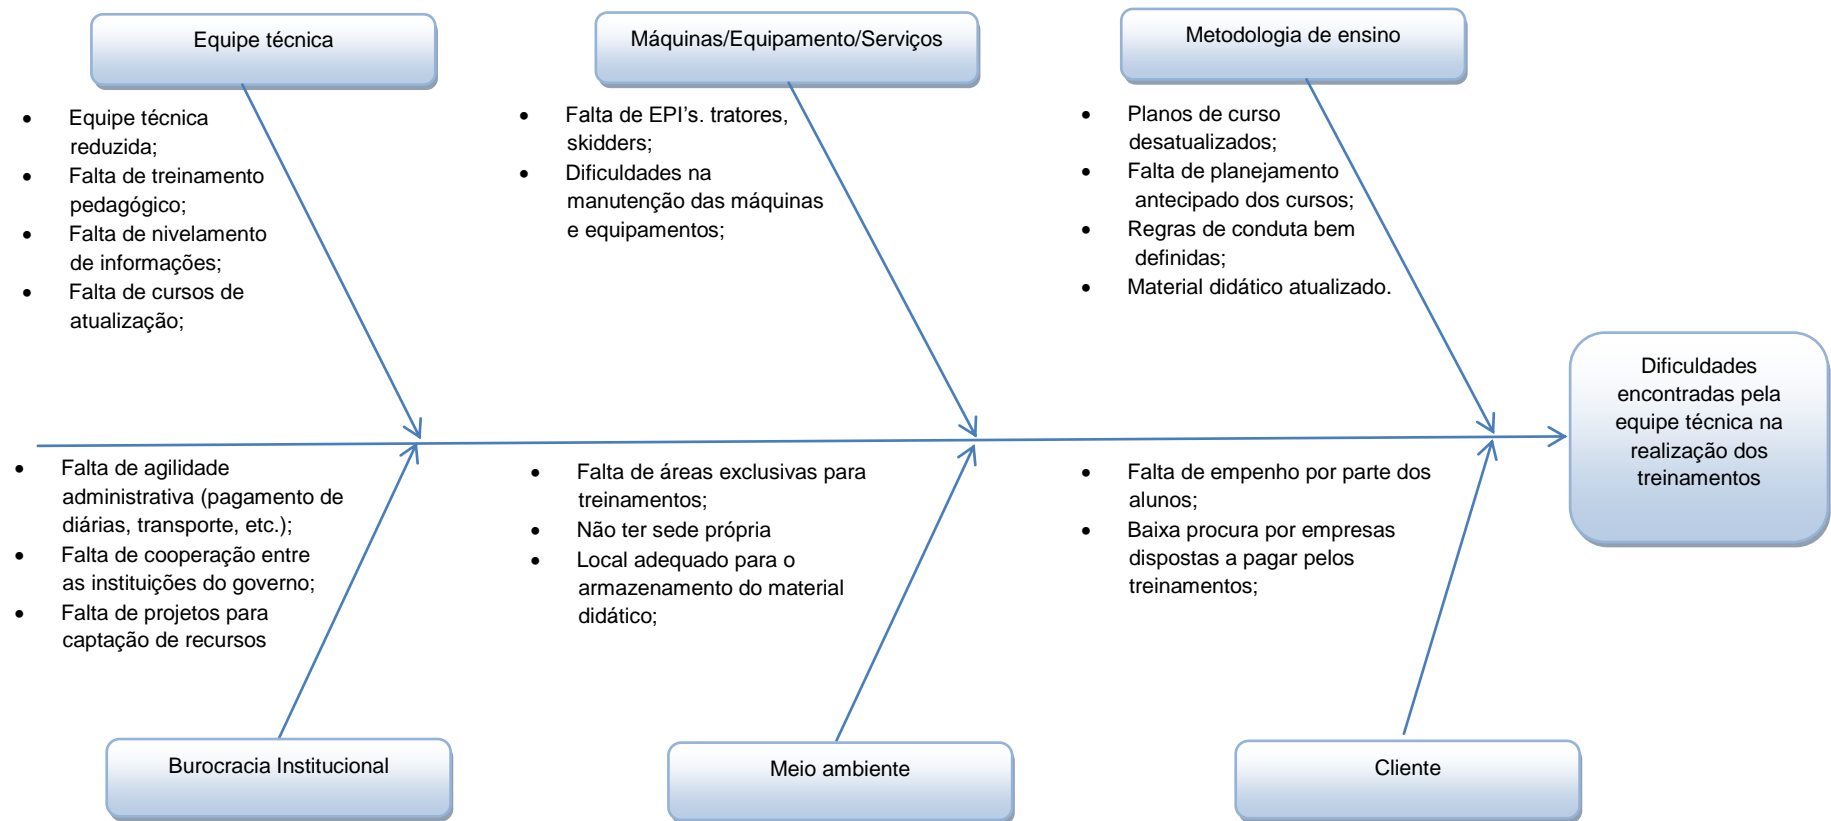 Equipe técnica
Máquinas/Equipamento/Serviços
Metodologia de ensino
• Equipe técnica
reduzida;
• Falta de treinamento
pedagógico;
• Falta de nivelamento
de informações;
• Falta de cursos de
atualização;
• Falta de EPI's. tratores,
skidders;
• Dificuldades na
manutenção das máquinas
e equipamentos;
• Planos de curso
desatualizados;
• Falta de planejamento
antecipado dos cursos;
• Regras de conduta bem
definidas;
• Material didático atualizado.
Dificuldades
encontradas pela
equipe técnica na
realização dos
treinamentos
• Falta de agilidade
administrativa (pagamento de
diárias, transporte, etc.);
• Falta de cooperação entre
as instituições do governo;
• Falta de projetos para
captação de recursos
• Falta de áreas exclusivas para
treinamentos;
• Não ter sede própria
• Local adequado para o
armazenamento do material
didático;
• Falta de empenho por parte dos
alunos;
• Baixa procura por empresas
dispostas a pagar pelos
treinamentos;
Burocracia Institucional
Meio ambiente
Cliente